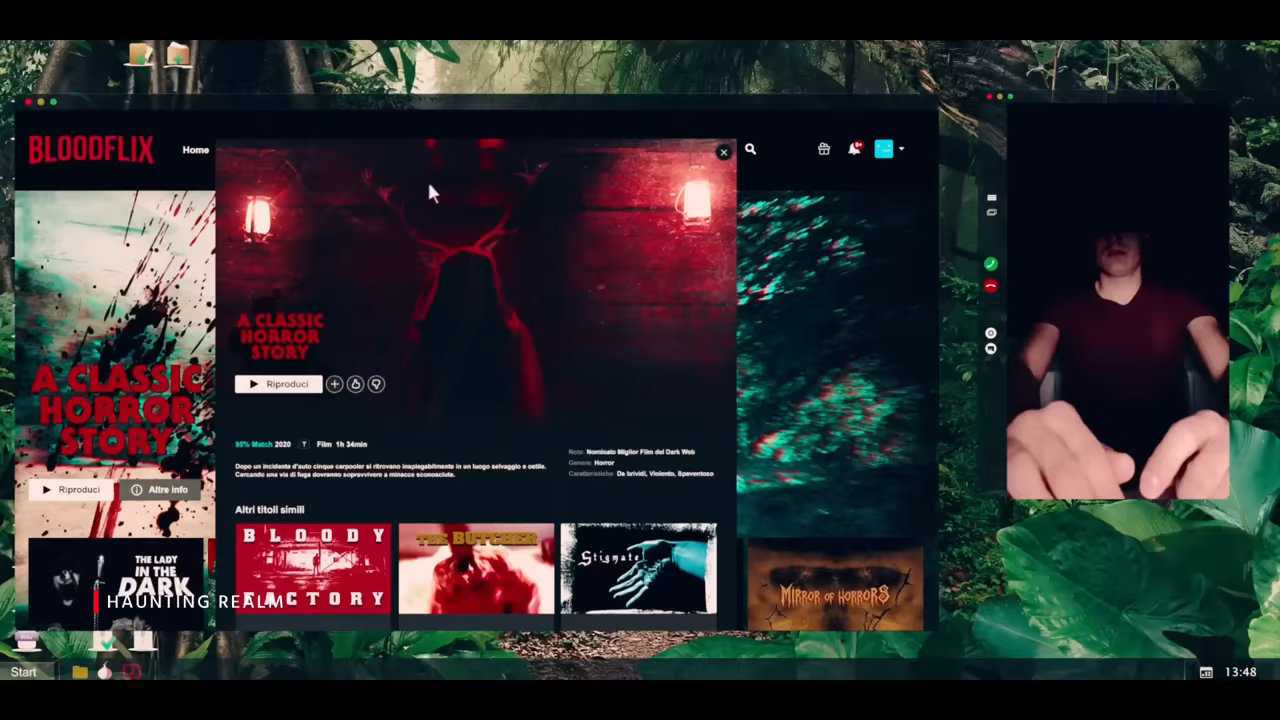 BLOODFLIX
Home
9+
A CLASSIC
HORROR
STORY
Riproduci
Altre info
A CLASSIC
HORROR
STORY
Riproduci
95% Match 2020 T Film 1h 34min
Dopo un incidente d'auto cinque carpooler si ritrovano inspiegabilmente in un luogo selvaggio e ostile.
Cercando una via di fuga dovranno sopravvivere a minacce sconosciute.
Note: Nominato Miglior Film del Dark Web
Genere: Horror
Caratteristiche: Da brividi, Violento, Spaventoso
Altri titoli simili
THE LADY
IN THE
DARK
BLOODY
FACTORY
THE BUTCHER
Stigmate
MIRROR OF HORRORS
HAUNTING REALM
Start
13:48